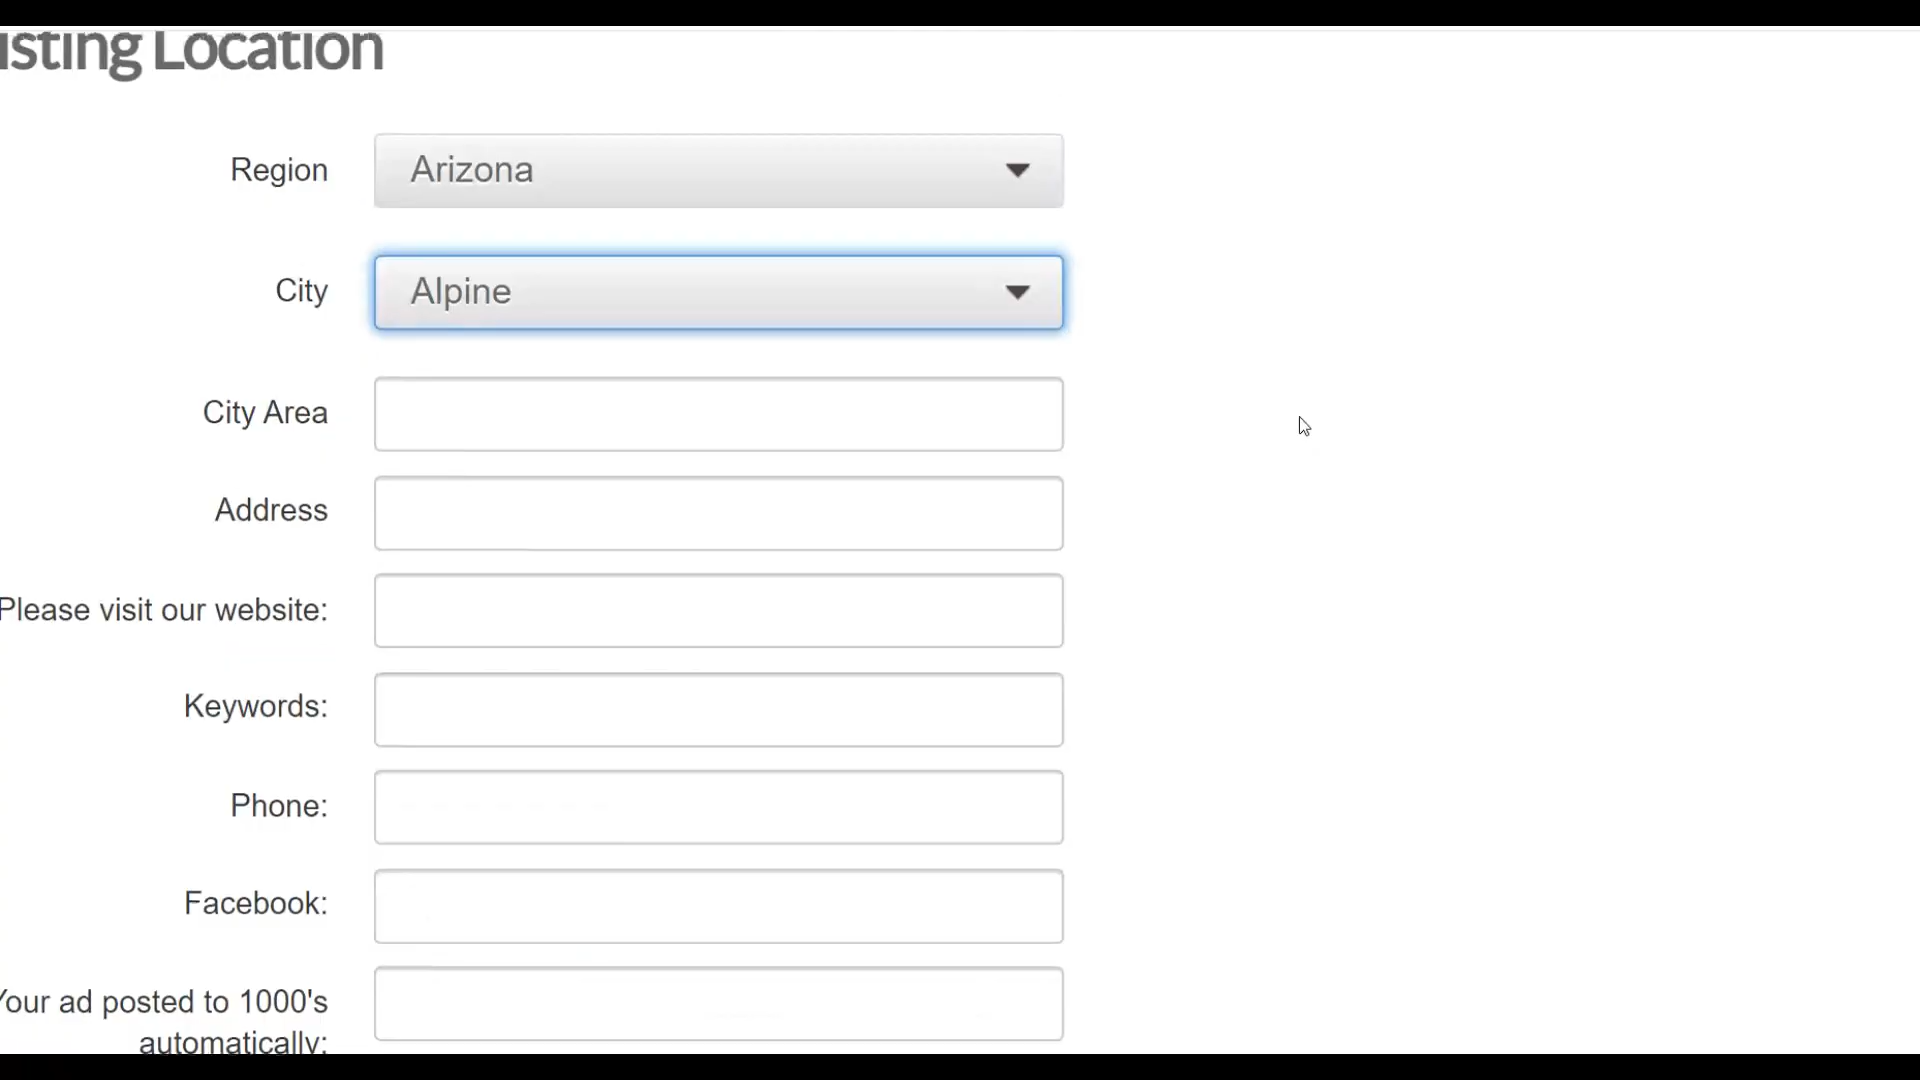 isting Location
Region
Arizona
City
Alpine
City Area
Address
Please visit our website:
Keywords:
Phone:
Facebook:
Your ad posted to 1000's
automatically: